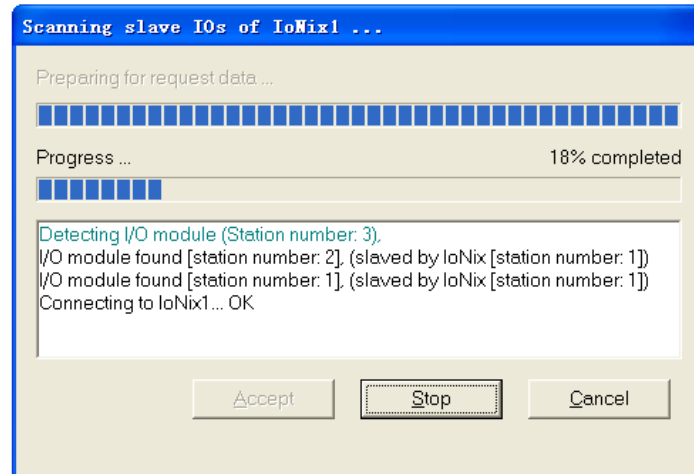 Scanning slave IOs of IoNix1 ...
Preparing for request data ...
Progress ... 18% completed
Detecting I/O module (Station number: 3),
I/O module found [station number: 2], (slaved by IoNix [station number: 1])
I/O module found [station number: 1], (slaved by IoNix [station number: 1])
Connecting to IoNix1... OK
Accept Stop Cancel